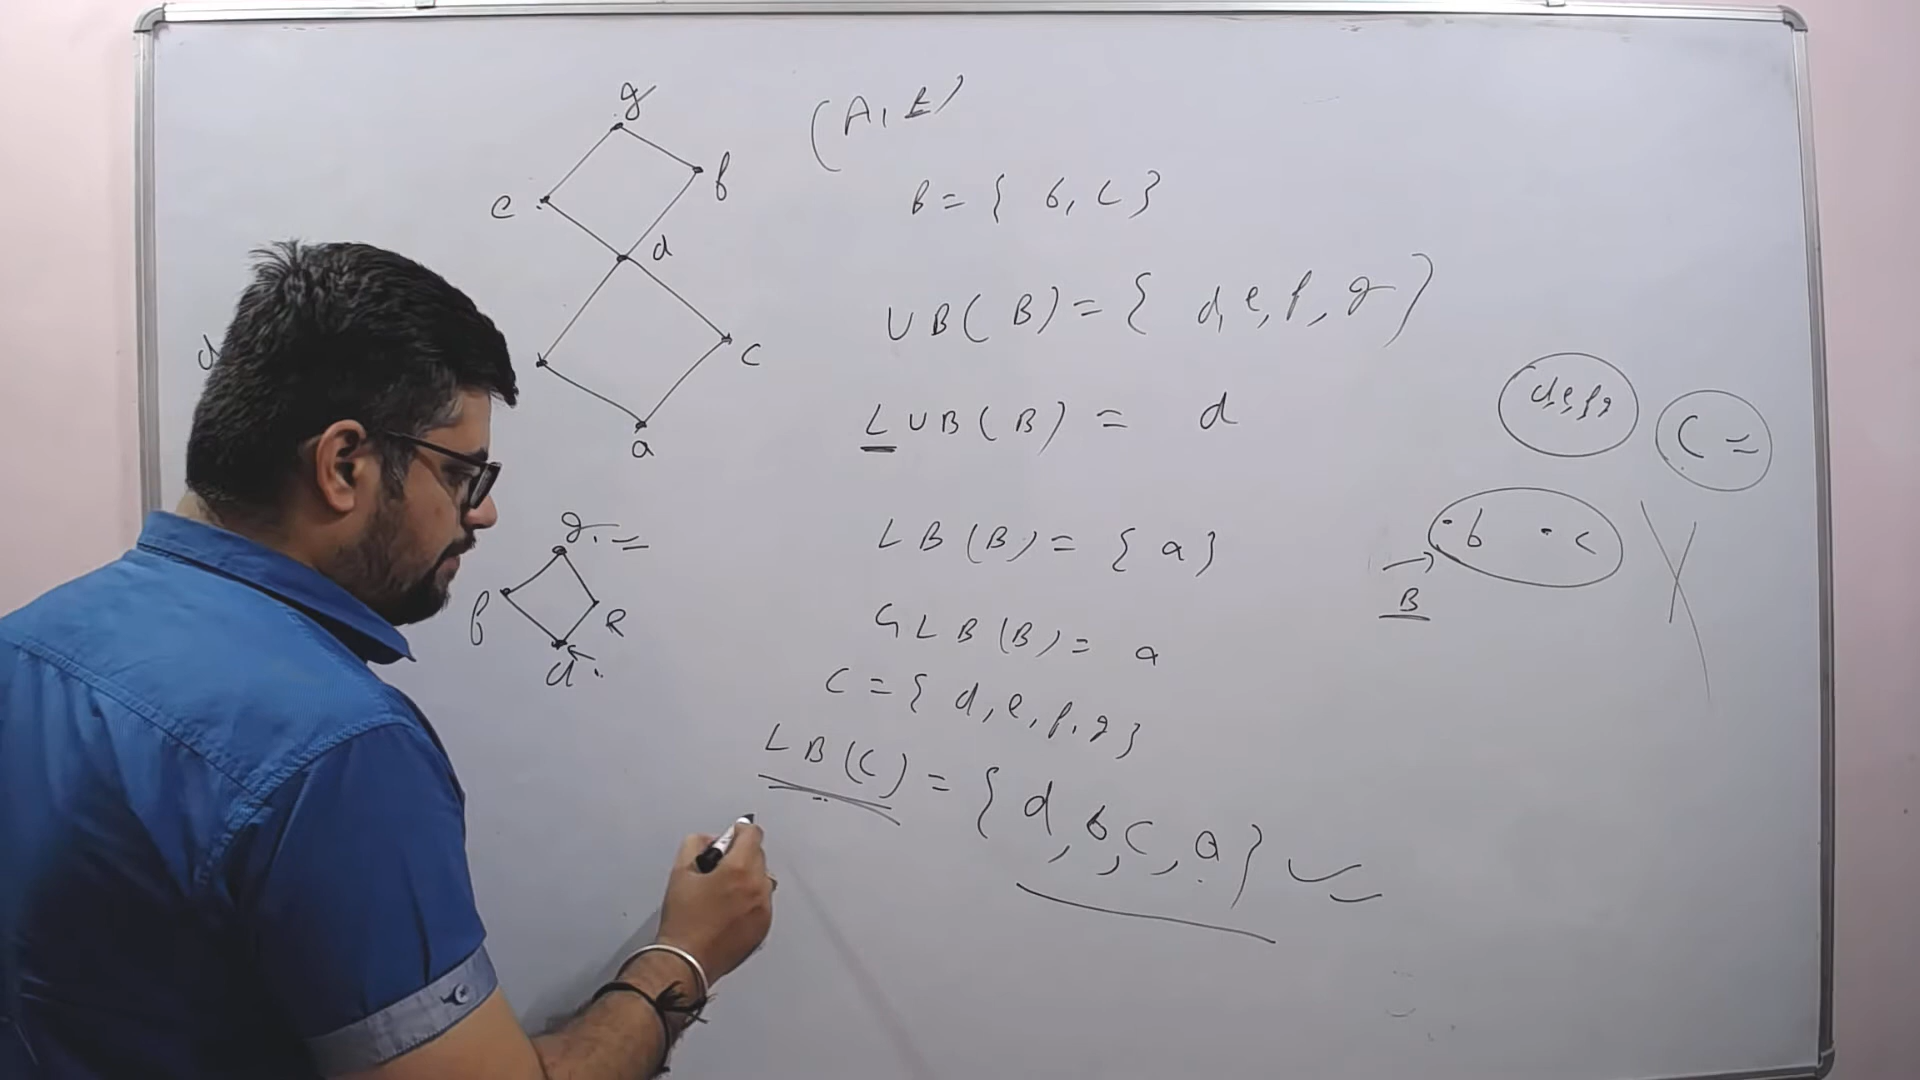 g
(A, ≤)
f
e
B = { b, c }
d
UB(B) = { d, e, f, g }
c
d
d,e,f,g
LUB(B) = d
C =
a
g. =
LB(B) = { a }
. b . c
f
e
B
GLB(B) = a
d .
C = { d, e, f, g }
LB(C) = { d, b, c, a }